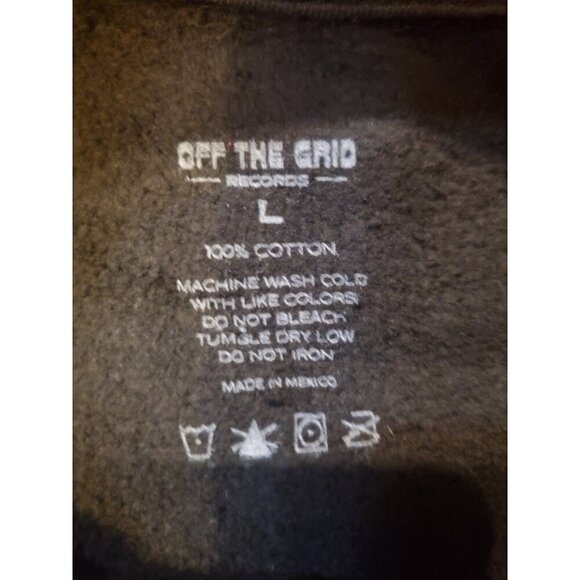 OFF THE GRID
RECORDS
L
100% COTTON
MACHINE WASH COLD
WITH LIKE COLORS
DO NOT BLEACH
TUMBLE DRY LOW
DO NOT IRON
MADE IN MEXICO